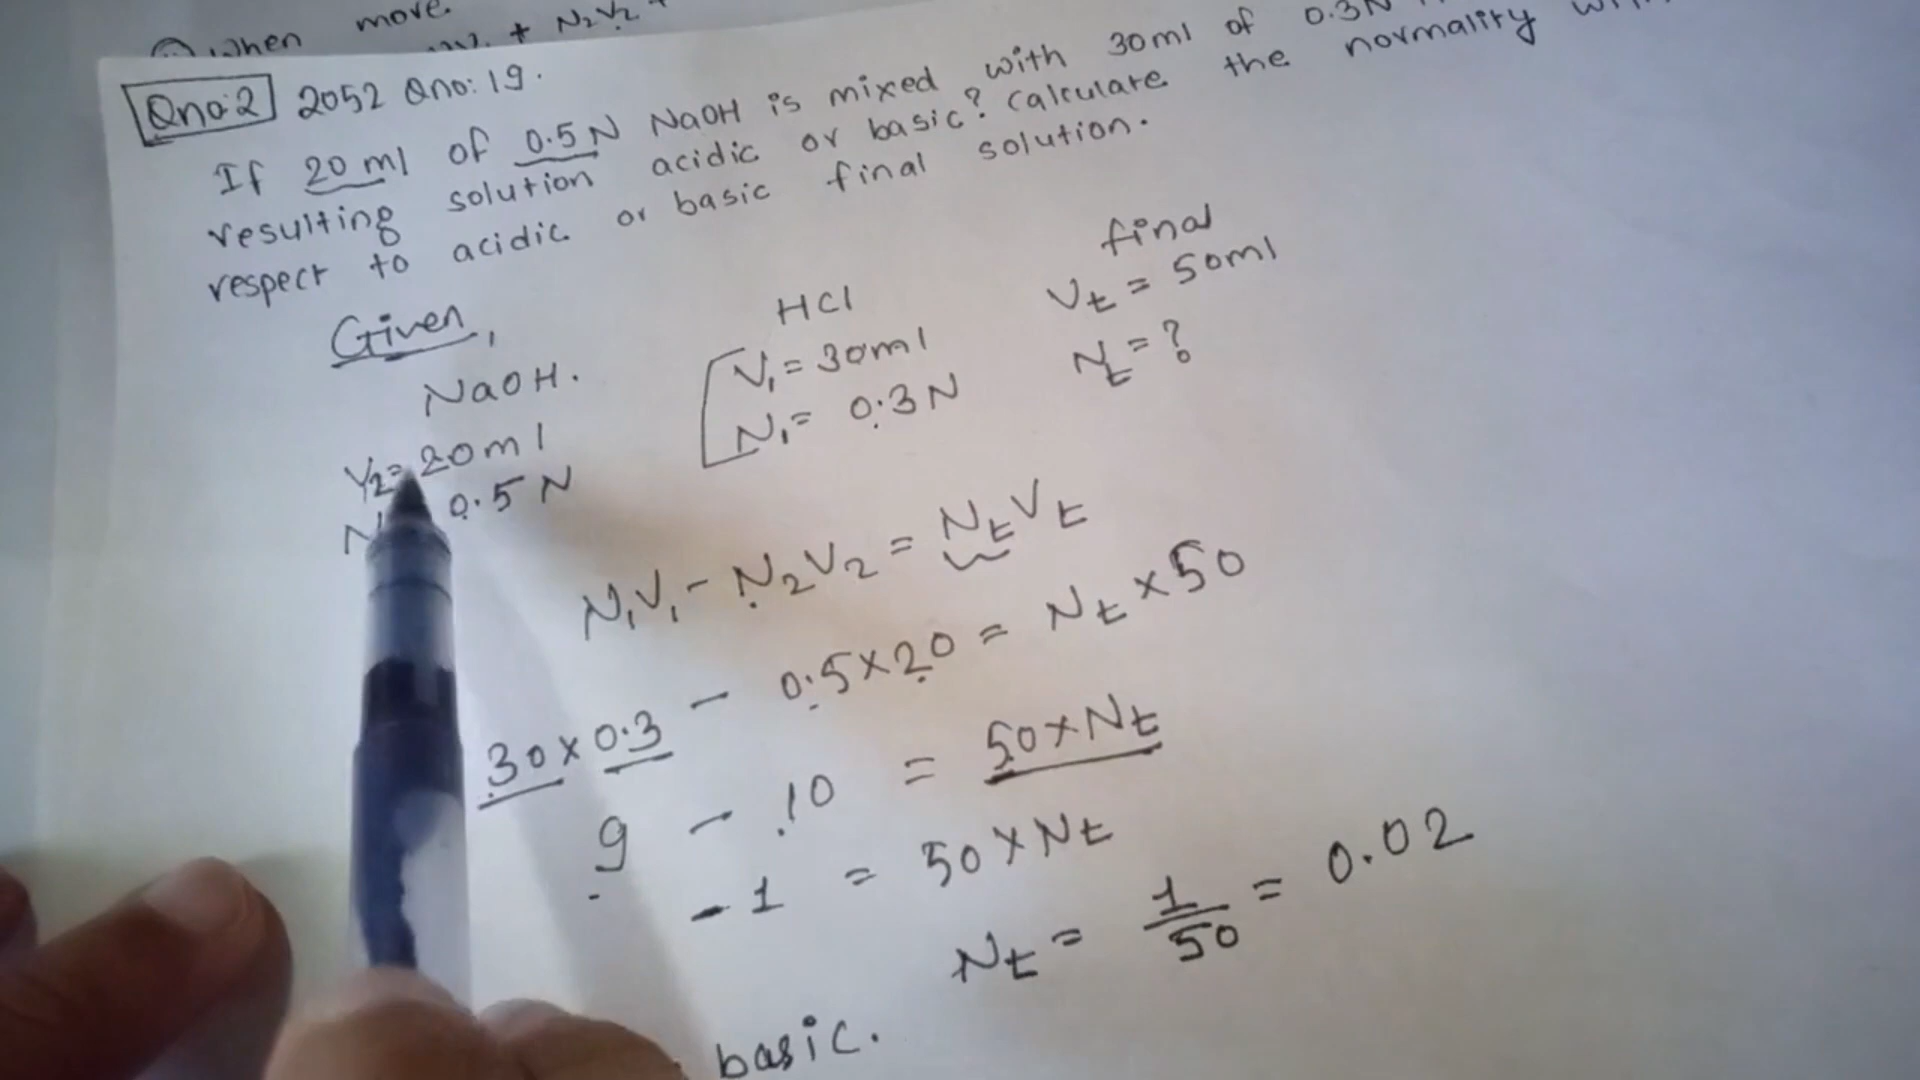 when more
+ N₂V₂ +
Qno:2 2052 Qno: 19.
If 20 ml of 0.5 N NaOH is mixed with 30ml of 0.3N
resulting solution acidic or basic? Calculate the normality
respect to acidic or basic final solution.
Given,
NaOH.
V₂ = 20ml
0.5 N
HCl
V₁ = 30ml
N₁ = 0.3 N
final
Vt = 50ml
Nt = ?
N₁V₁ - N₂V₂ = NtVt
30 x 0.3 - 0.5 x 20 = Nt x 50
9 - 10 = 50 x Nt
-1 = 50 x Nt
Nt = 1/50 = 0.02
basic.